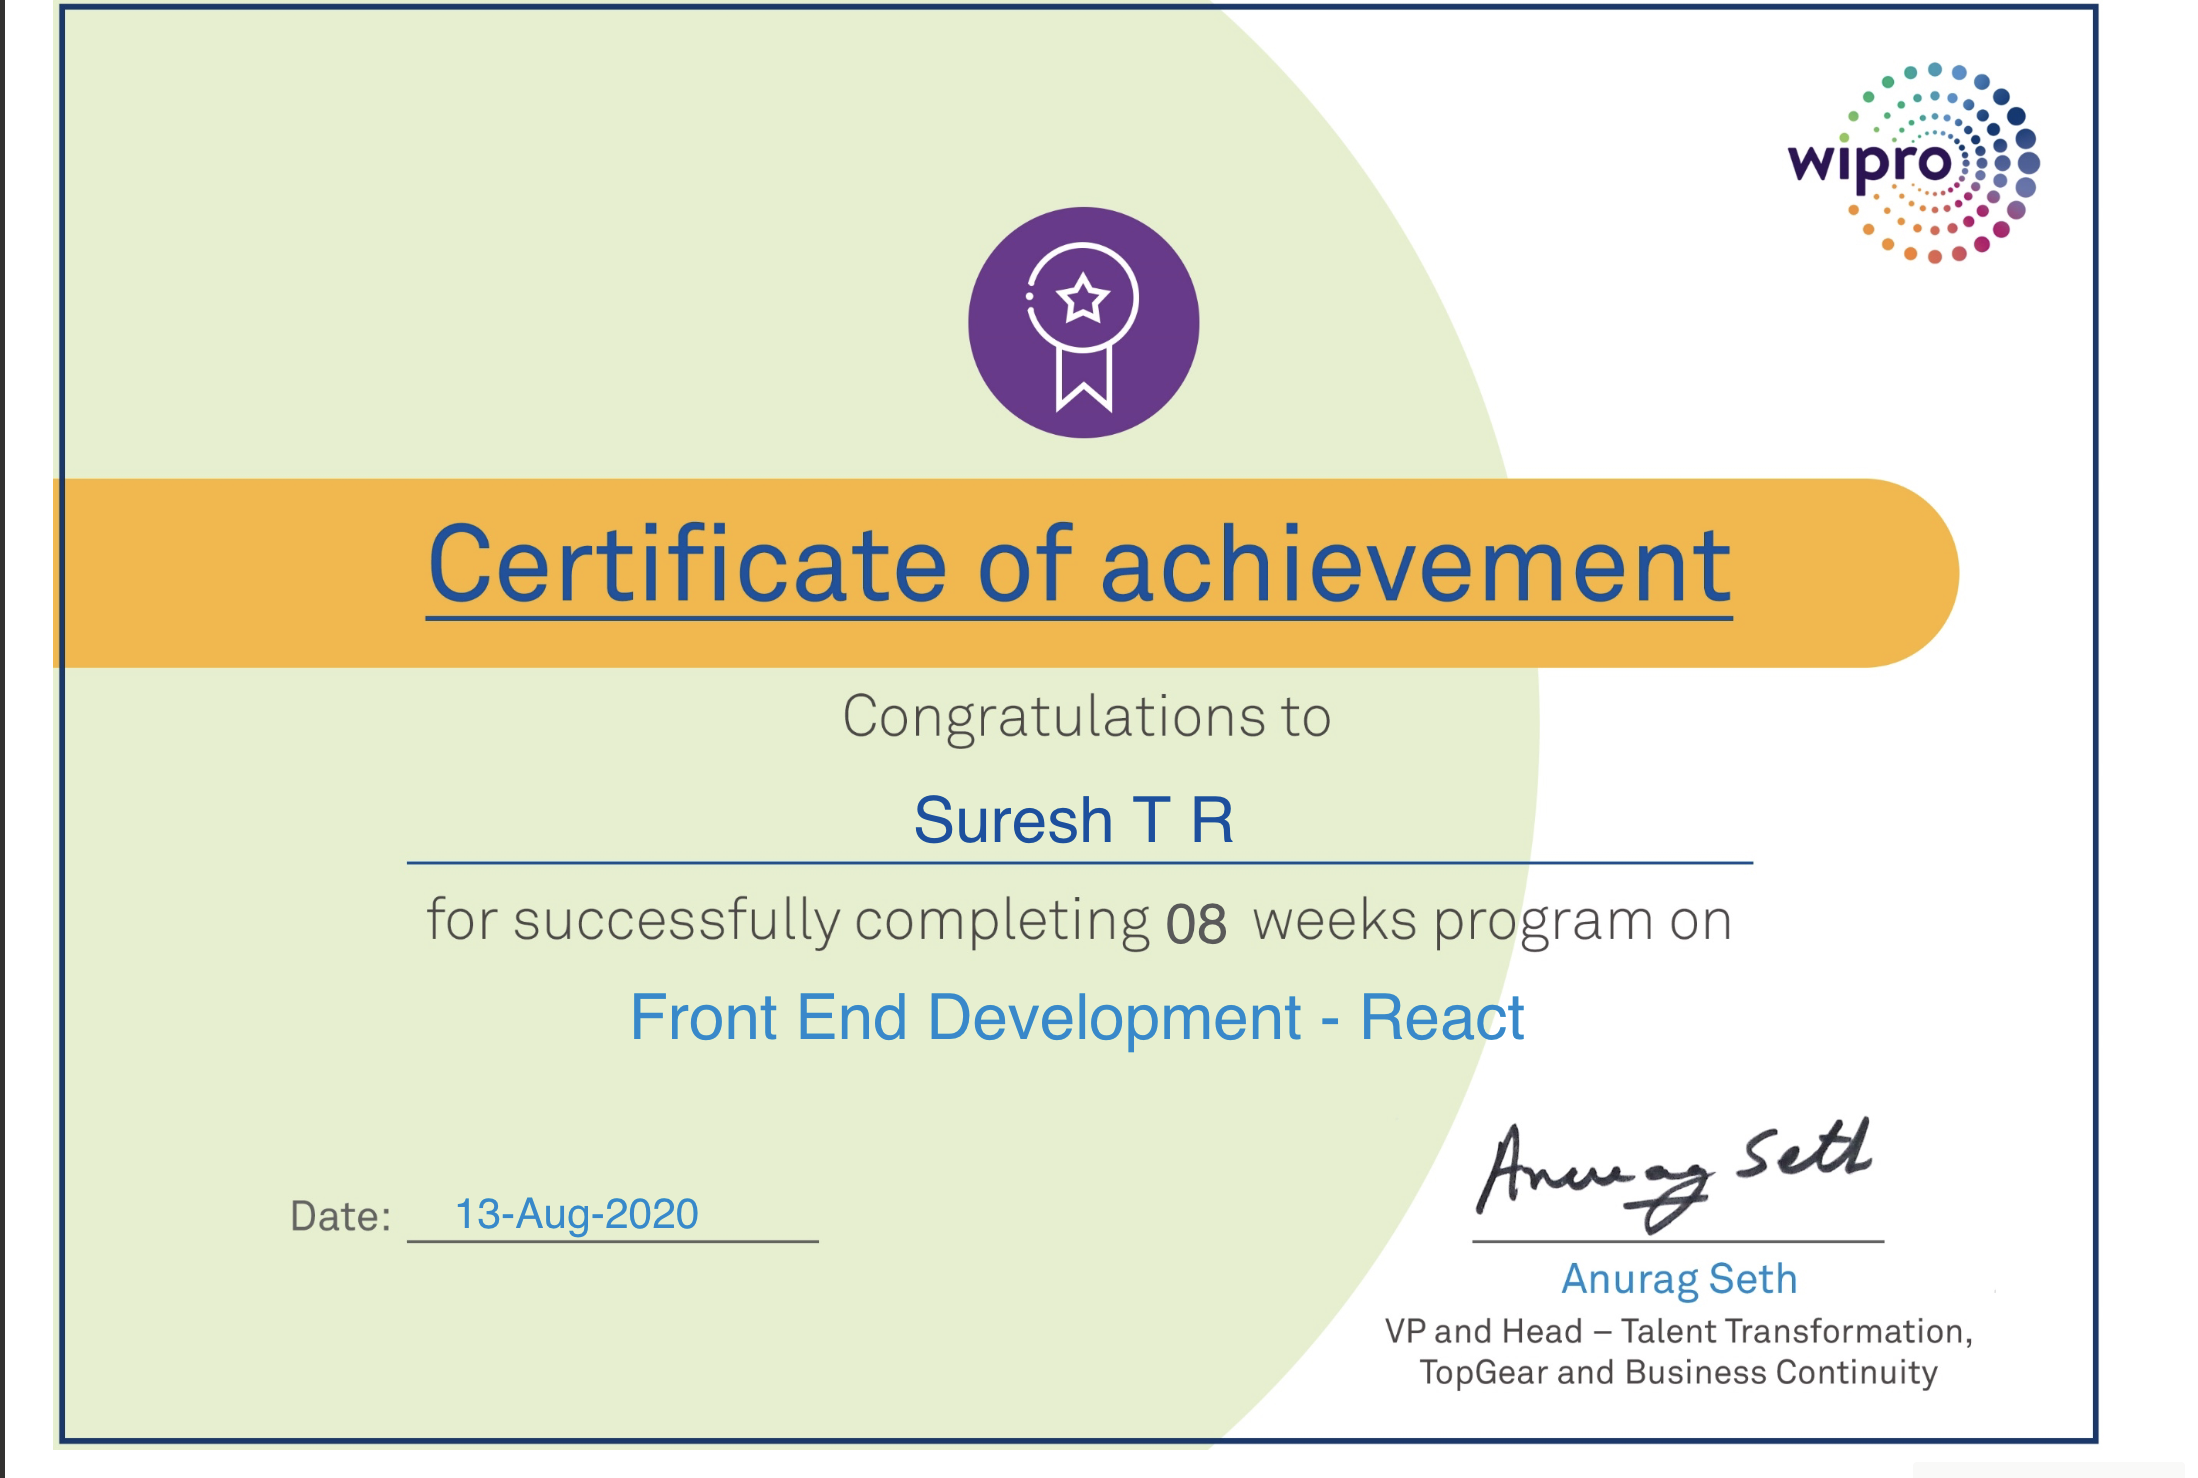 wipro
Certificate of achievement
Congratulations to
Suresh T R
for successfully completing 08 weeks program on
Front End Development - React
Date: 13-Aug-2020
Anurag Seth
Anurag Seth
VP and Head – Talent Transformation,
TopGear and Business Continuity